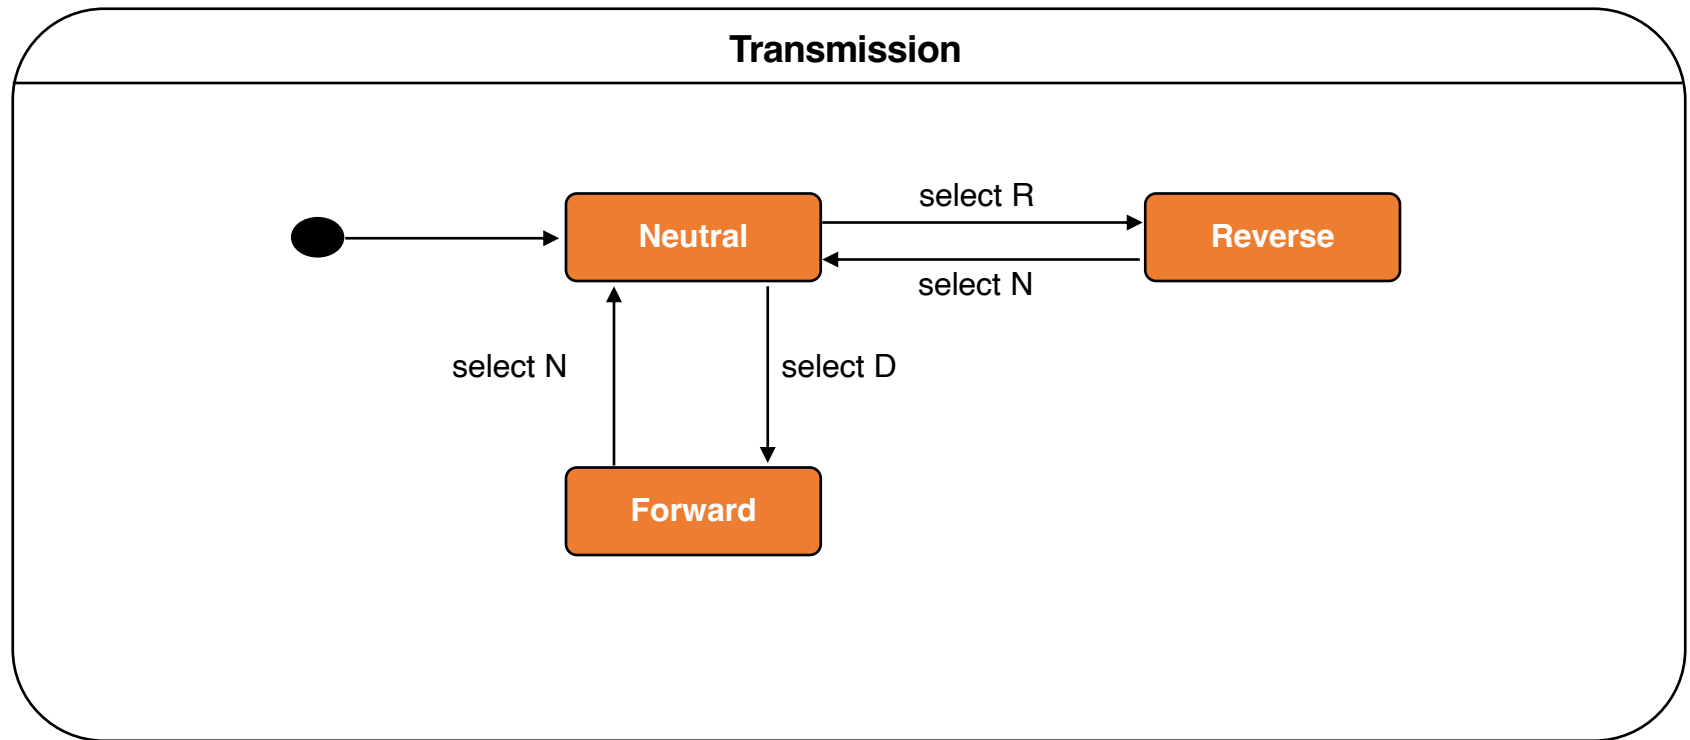 Transmission
select R
Neutral
Reverse
select N
select N
select D
Forward